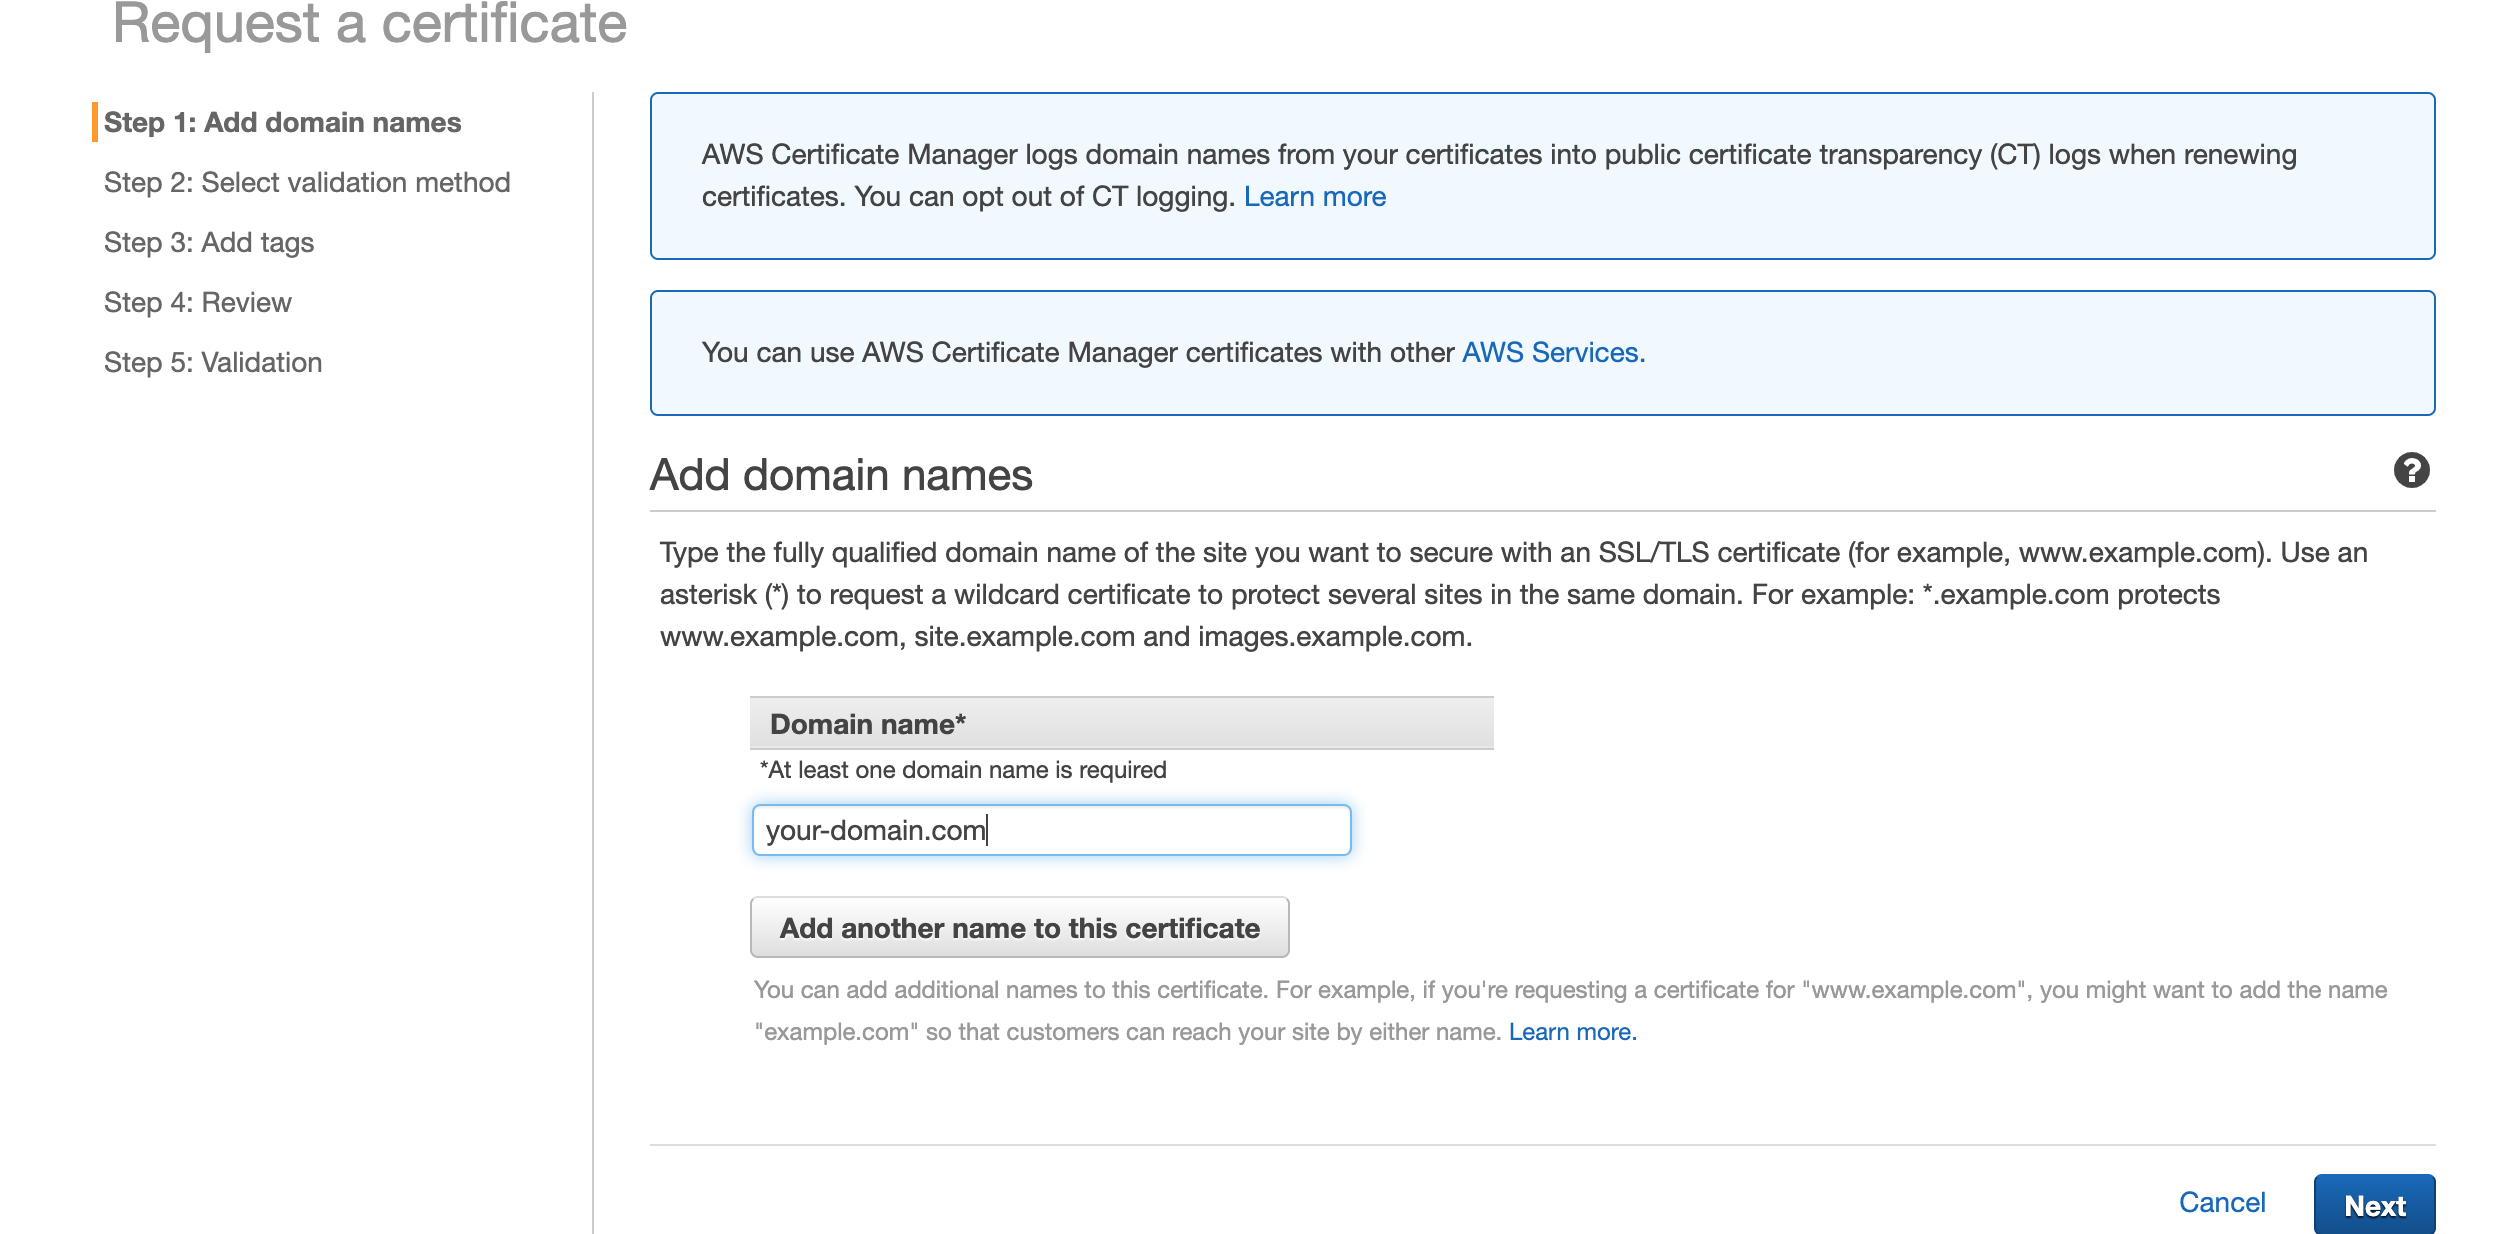 Request a certificate
Step 1: Add domain names
Step 2: Select validation method
Step 3: Add tags
Step 4: Review
Step 5: Validation
AWS Certificate Manager logs domain names from your certificates into public certificate transparency (CT) logs when renewing
certificates. You can opt out of CT logging. Learn more
You can use AWS Certificate Manager certificates with other AWS Services.
Add domain names
?
Type the fully qualified domain name of the site you want to secure with an SSL/TLS certificate (for example, www.example.com). Use an
asterisk (*) to request a wildcard certificate to protect several sites in the same domain. For example: *.example.com protects
www.example.com, site.example.com and images.example.com.
Domain name*
*At least one domain name is required
your-domain.com
Add another name to this certificate
You can add additional names to this certificate. For example, if you're requesting a certificate for "www.example.com", you might want to add the name
"example.com" so that customers can reach your site by either name. Learn more.
Cancel
Next